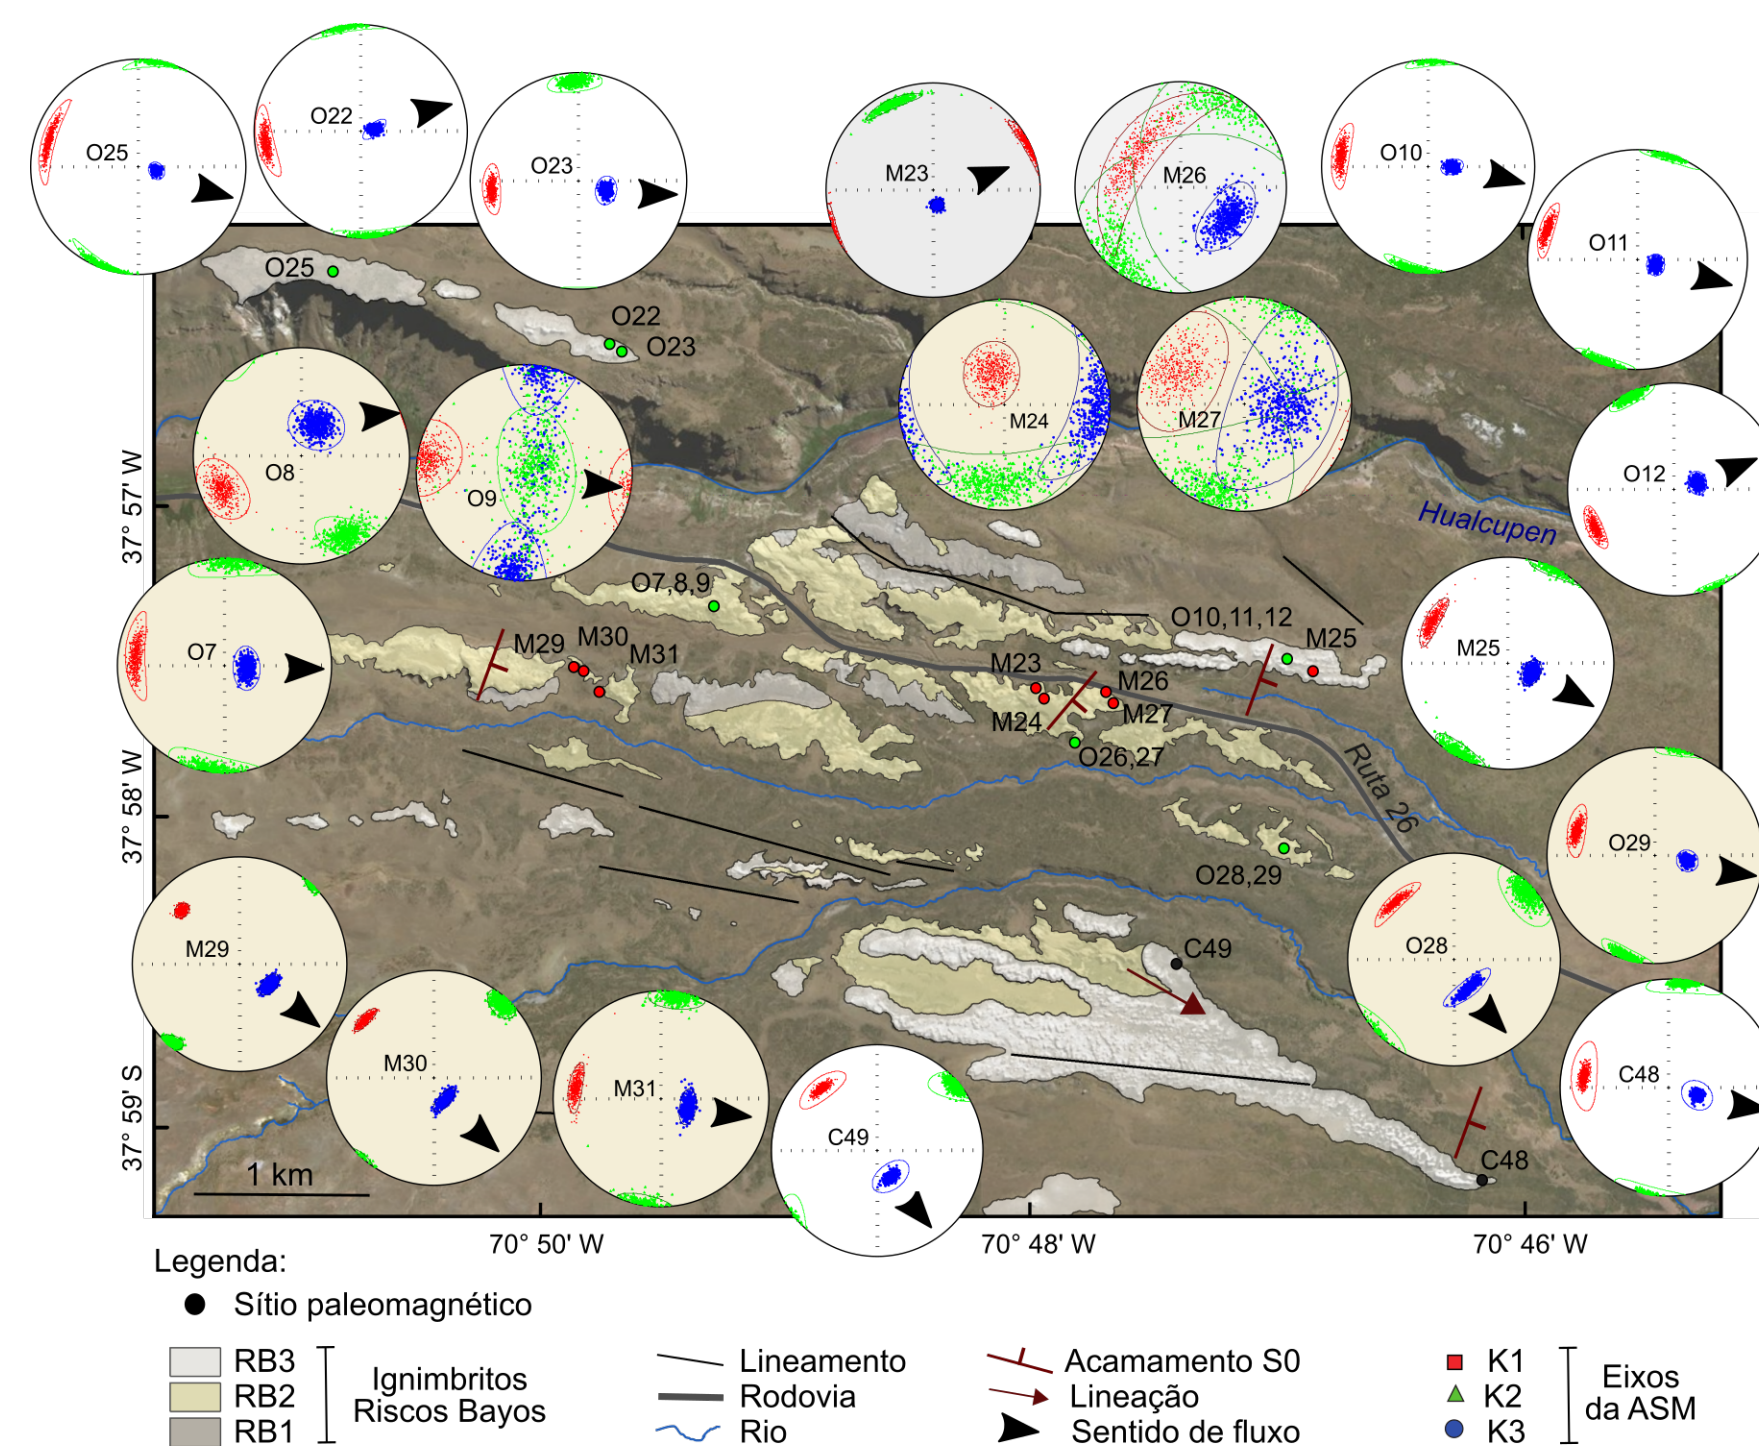 O25
O22
O23
M23
M26
O10
O11
O25
O22
O23
O8
O9
M24
M27
O12
Hualcupen
37° 57' W
O7
O7,8,9
M29
M30
M31
M23
M24
M26
M27
O26,27
O10,11,12
M25
M25
Ruta 26
37° 58' W
O28,29
O29
O28
M29
M30
M31
C49
C49
C48
C48
37° 59' S
1 km
70° 50' W
70° 48' W
70° 46' W
Legenda:
Sítio paleomagnético
RB3
RB2
RB1
Ignimbritos
Riscos Bayos
Lineamento
Rodovia
Rio
Acamamento S0
Lineação
Sentido de fluxo
K1
K2
K3
Eixos
da ASM